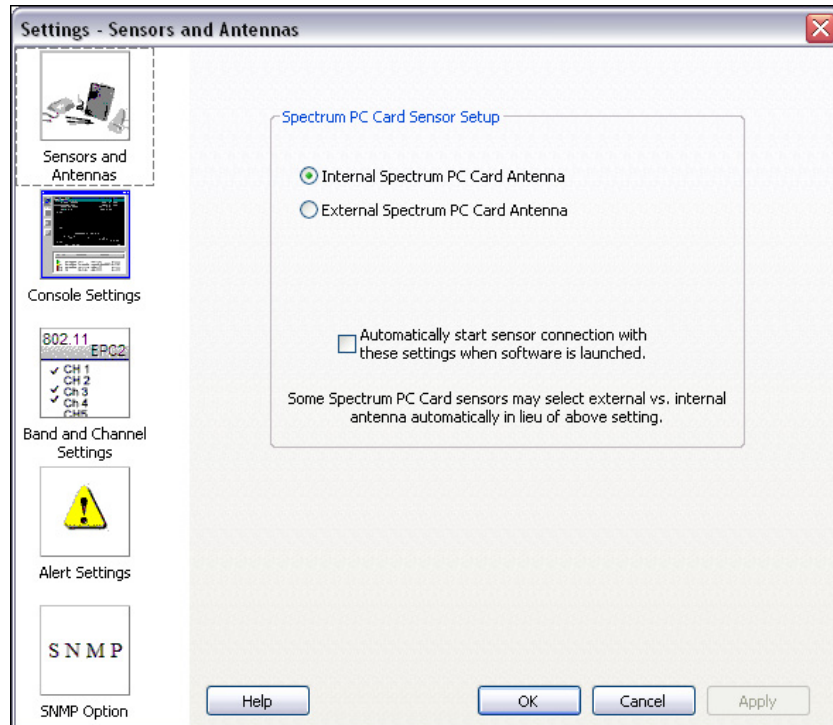 Settings - Sensors and Antennas
Sensors and
Antennas
Console Settings
802.11
EPC2
CH 1
CH 2
Ch 3
Ch 4
CH5
Band and Channel
Settings
Alert Settings
SNMP
SNMP Option
Spectrum PC Card Sensor Setup
Internal Spectrum PC Card Antenna
External Spectrum PC Card Antenna
Automatically start sensor connection with
these settings when software is launched.
Some Spectrum PC Card sensors may select external vs. internal
antenna automatically in lieu of above setting.
Help
OK
Cancel
Apply